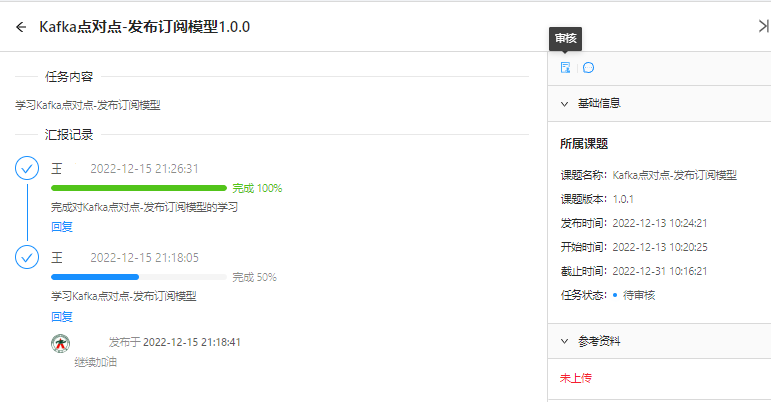 Kafka点对点-发布订阅模型1.0.0
任务内容
学习Kafka点对点-发布订阅模型
汇报记录
王 2022-12-15 21:26:31
完成 100%
完成对Kafka点对点-发布订阅模型的学习
回复
王 2022-12-15 21:18:05
完成 50%
学习Kafka点对点-发布订阅模型
回复
发布于 2022-12-15 21:18:41
继续加油
审核
基础信息
所属课题
课题名称: Kafka点对点-发布订阅模型
课题版本: 1.0.1
发布时间: 2022-12-13 10:24:21
开始时间: 2022-12-13 10:20:25
截止时间: 2022-12-31 10:16:21
任务状态: 待审核
参考资料
未上传